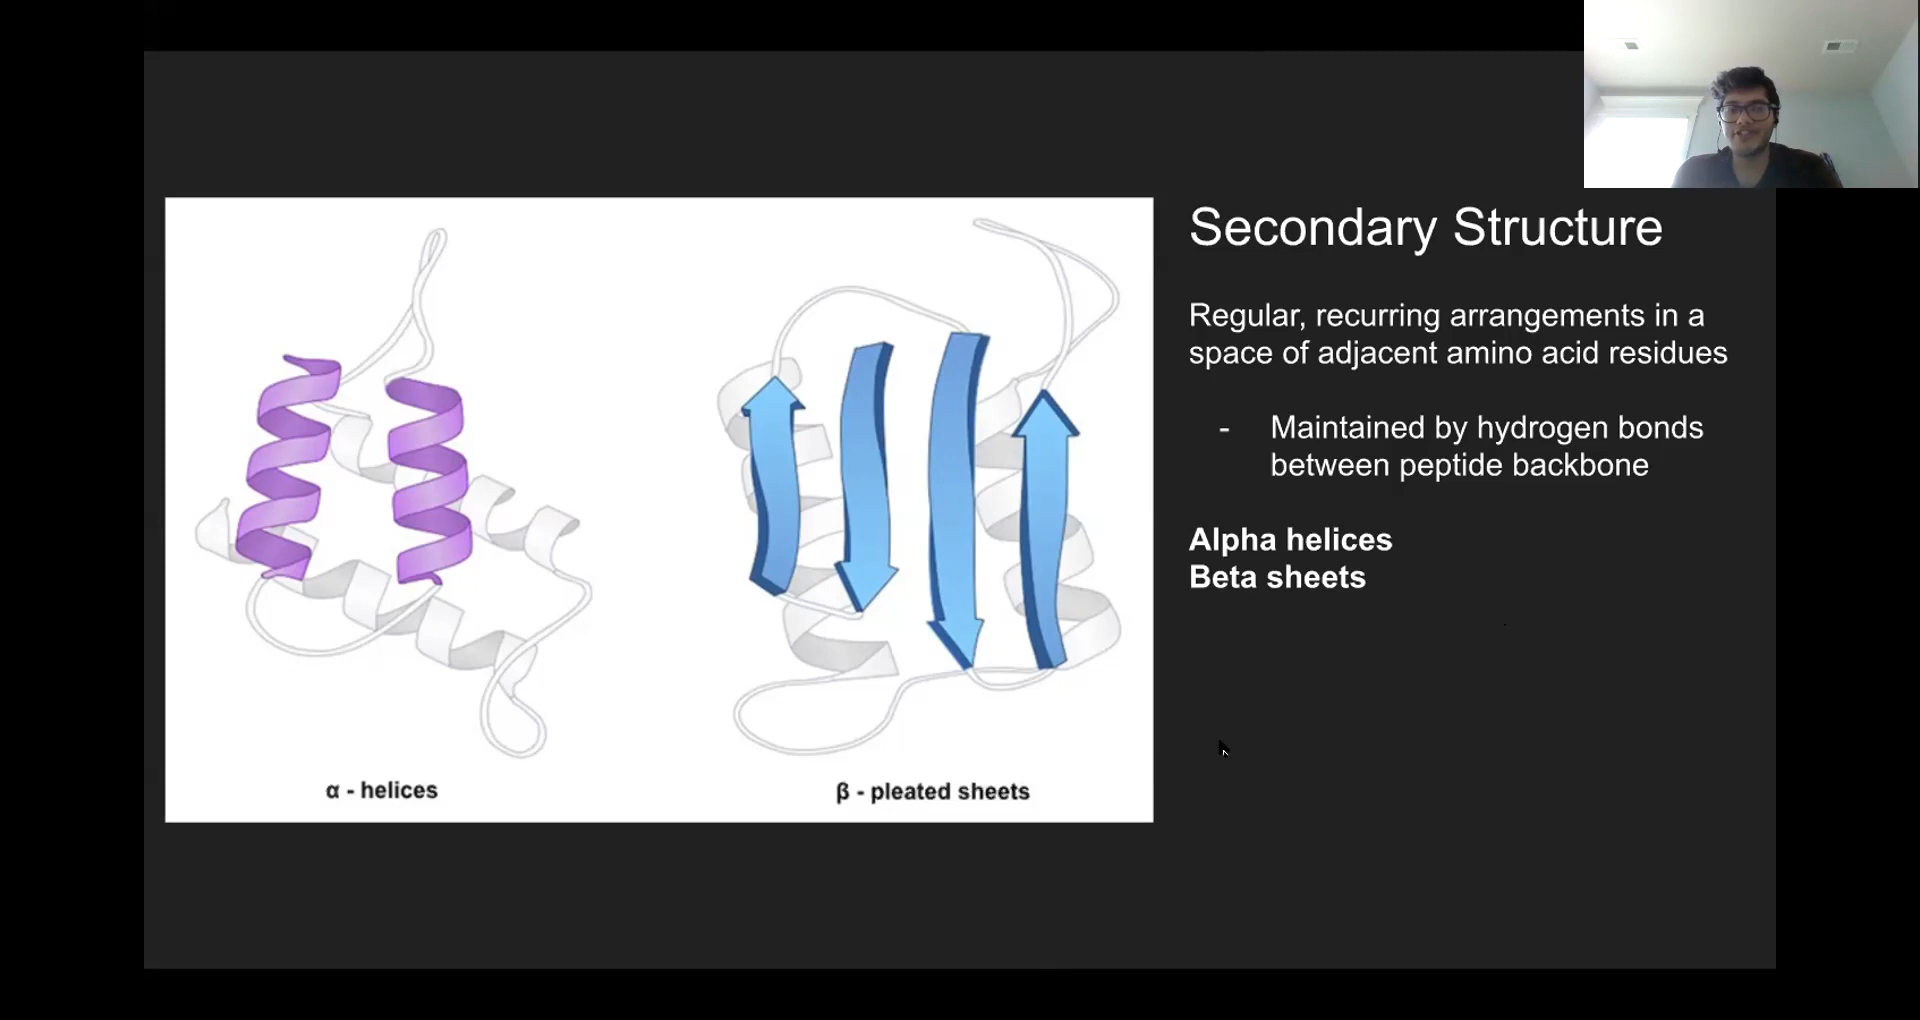 Secondary Structure
Regular, recurring arrangements in a
space of adjacent amino acid residues
- Maintained by hydrogen bonds
between peptide backbone
Alpha helices
Beta sheets
α - helices
β - pleated sheets